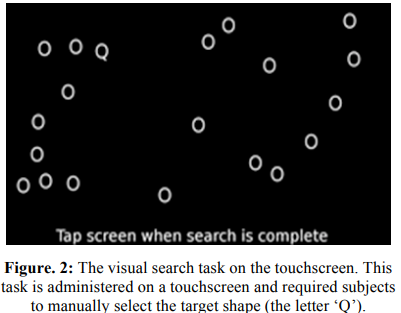 O O
O O Q O
O O
O O
O O
O
O O
O O O O
O
Tap screen when search is complete
Figure. 2: The visual search task on the touchscreen. This
task is administered on a touchscreen and required subjects
to manually select the target shape (the letter ‘Q’).